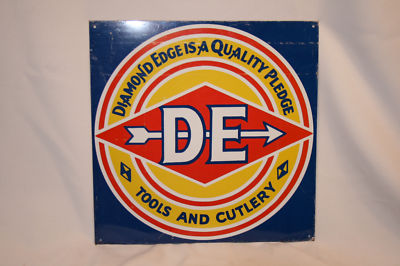 DIAMOND EDGE IS A QUALITY PLEDGE
DE
TOOLS AND CUTLERY